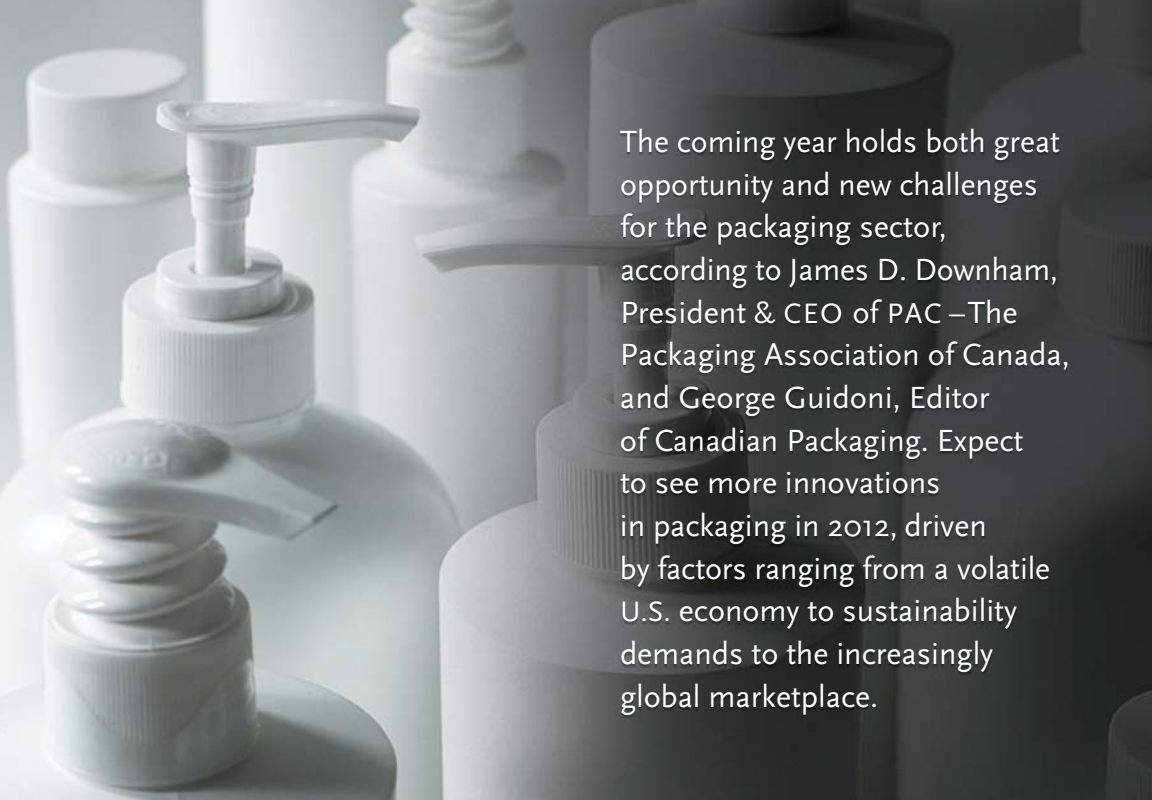 The coming year holds both great
opportunity and new challenges
for the packaging sector,
according to James D. Downham,
President & CEO of PAC –The
Packaging Association of Canada,
and George Guidoni, Editor
of Canadian Packaging. Expect
to see more innovations
in packaging in 2012, driven
by factors ranging from a volatile
U.S. economy to sustainability
demands to the increasingly
global marketplace.